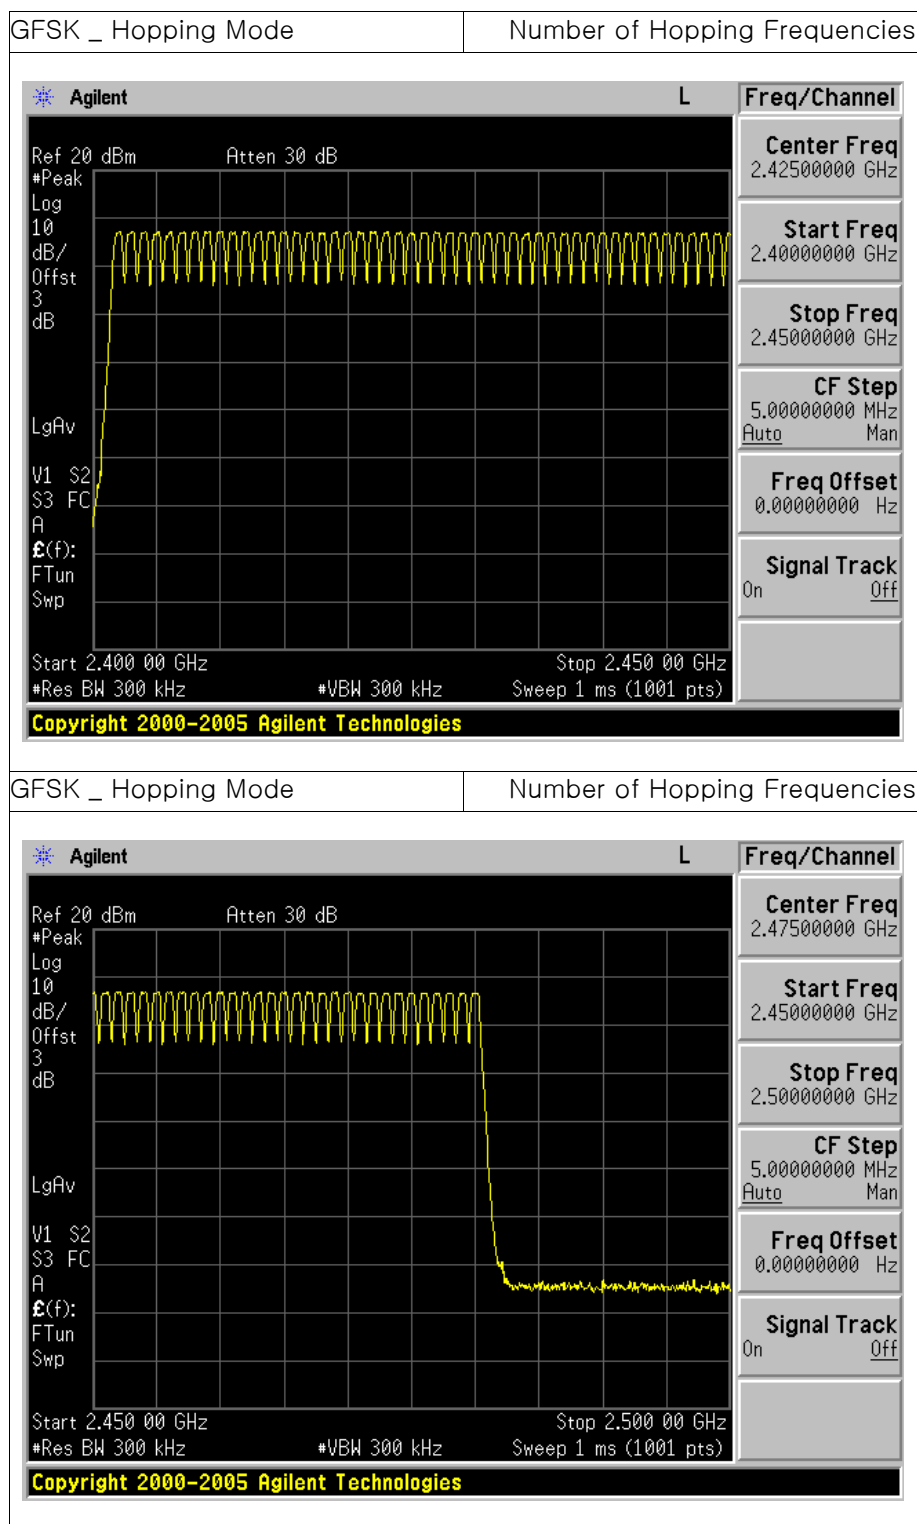 GFSK _ Hopping Mode Number of Hopping Frequencies
Agilent L Freq/Channel
Ref 20 dBm Atten 30 dB
#Peak
Log
10
dB/
Offst
3
dB
LgAv
V1 S2
S3 FC
A
£(f):
FTun
Swp
Start 2.400 00 GHz Stop 2.450 00 GHz
#Res BW 300 kHz #VBW 300 kHz Sweep 1 ms (1001 pts)
Copyright 2000-2005 Agilent Technologies
Center Freq
2.42500000 GHz
Start Freq
2.40000000 GHz
Stop Freq
2.45000000 GHz
CF Step
5.00000000 MHz
Auto Man
Freq Offset
0.00000000 Hz
Signal Track
On Off
GFSK _ Hopping Mode Number of Hopping Frequencies
Agilent L Freq/Channel
Ref 20 dBm Atten 30 dB
#Peak
Log
10
dB/
Offst
3
dB
LgAv
V1 S2
S3 FC
A
£(f):
FTun
Swp
Start 2.450 00 GHz Stop 2.500 00 GHz
#Res BW 300 kHz #VBW 300 kHz Sweep 1 ms (1001 pts)
Copyright 2000-2005 Agilent Technologies
Center Freq
2.47500000 GHz
Start Freq
2.45000000 GHz
Stop Freq
2.50000000 GHz
CF Step
5.00000000 MHz
Auto Man
Freq Offset
0.00000000 Hz
Signal Track
On Off